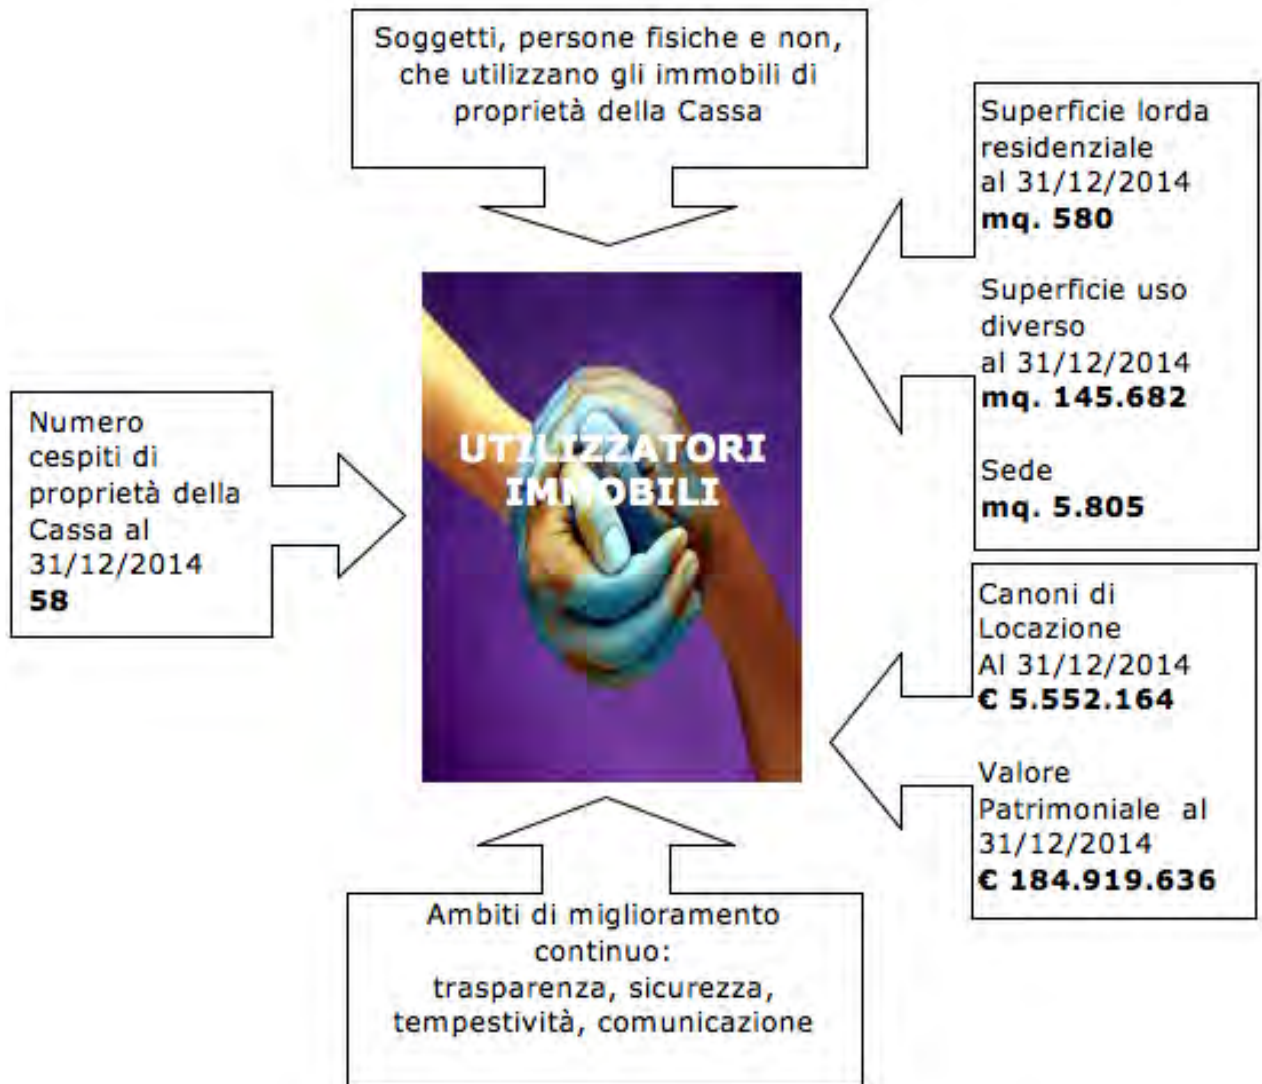 Soggetti, persone fisiche e non,
che utilizzano gli immobili di
proprietà della Cassa
Superficie lorda
residenziale
al 31/12/2014
mq. 580
Superficie uso
diverso
al 31/12/2014
mq. 145.682
Sede
mq. 5.805
Numero
cespiti di
proprietà della
Cassa al
31/12/2014
58
UTILIZZATORI
IMMOBILI
Canoni di
Locazione
Al 31/12/2014
€ 5.552.164
Valore
Patrimoniale al
31/12/2014
€ 184.919.636
Ambiti di miglioramento
continuo:
trasparenza, sicurezza,
tempestività, comunicazione